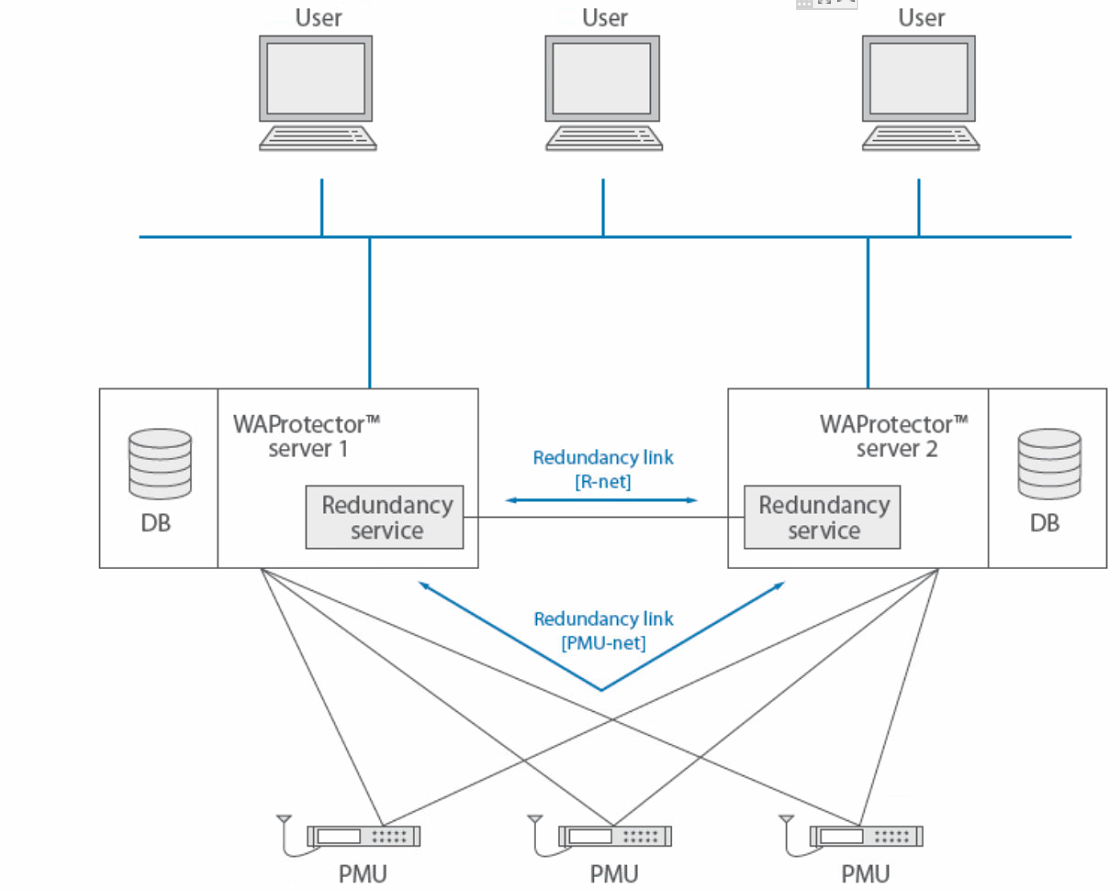 User
User
User
WAProtector™
server 1
WAProtector™
server 2
Redundancy link
[R-net]
Redundancy
service
Redundancy
service
DB
DB
Redundancy link
[PMU-net]
PMU
PMU
PMU